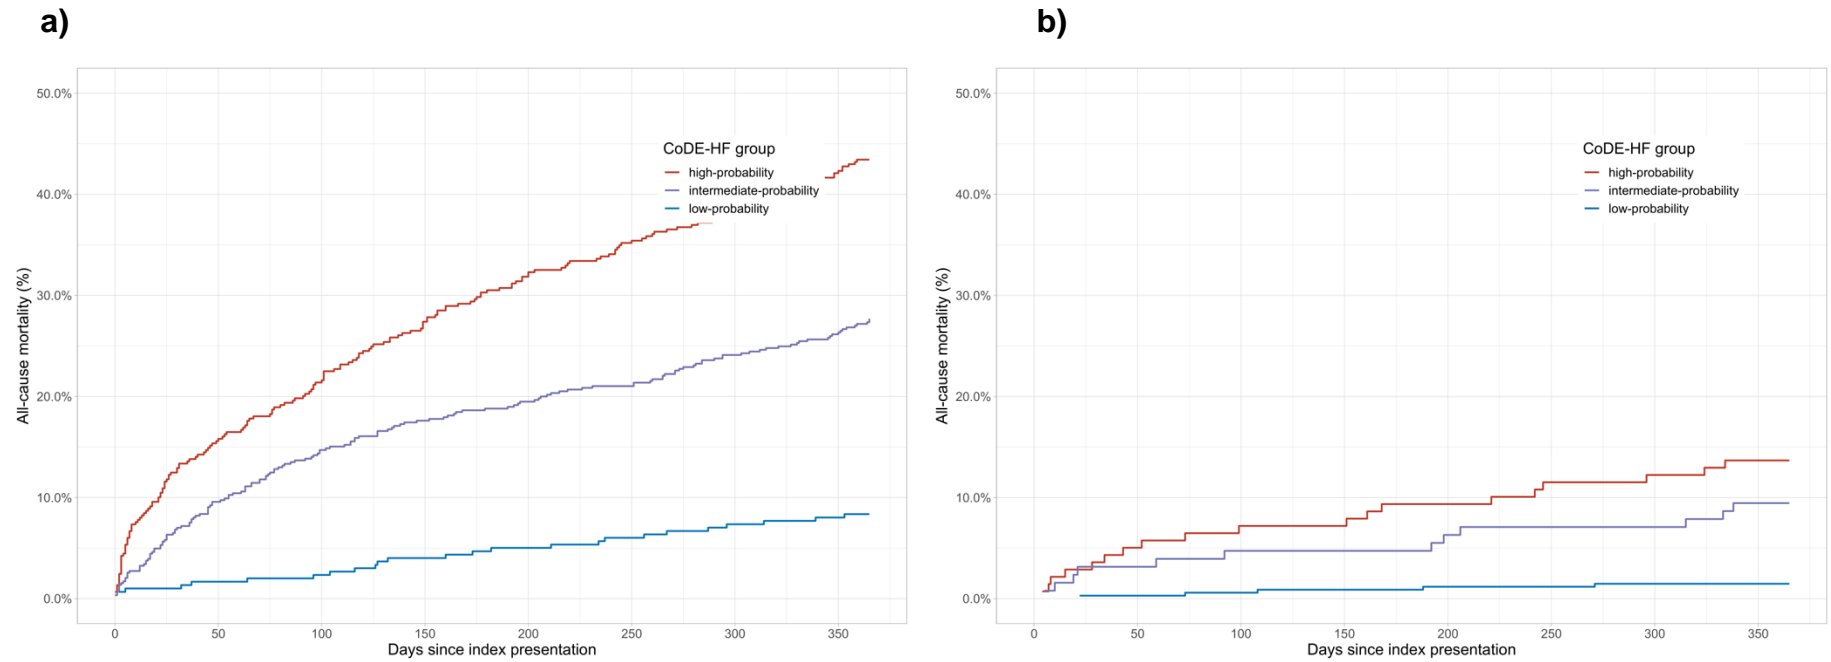 a)
50.0%
40.0%
30.0%
20.0%
10.0%
0.0%
All-cause mortality (%)
CoDE-HF group
high-probability
intermediate-probability
low-probability
0 50 100 150 200 250 300 350
Days since index presentation
b)
50.0%
40.0%
30.0%
20.0%
10.0%
0.0%
All-cause mortality (%)
CoDE-HF group
high-probability
intermediate-probability
low-probability
0 50 100 150 200 250 300 350
Days since index presentation